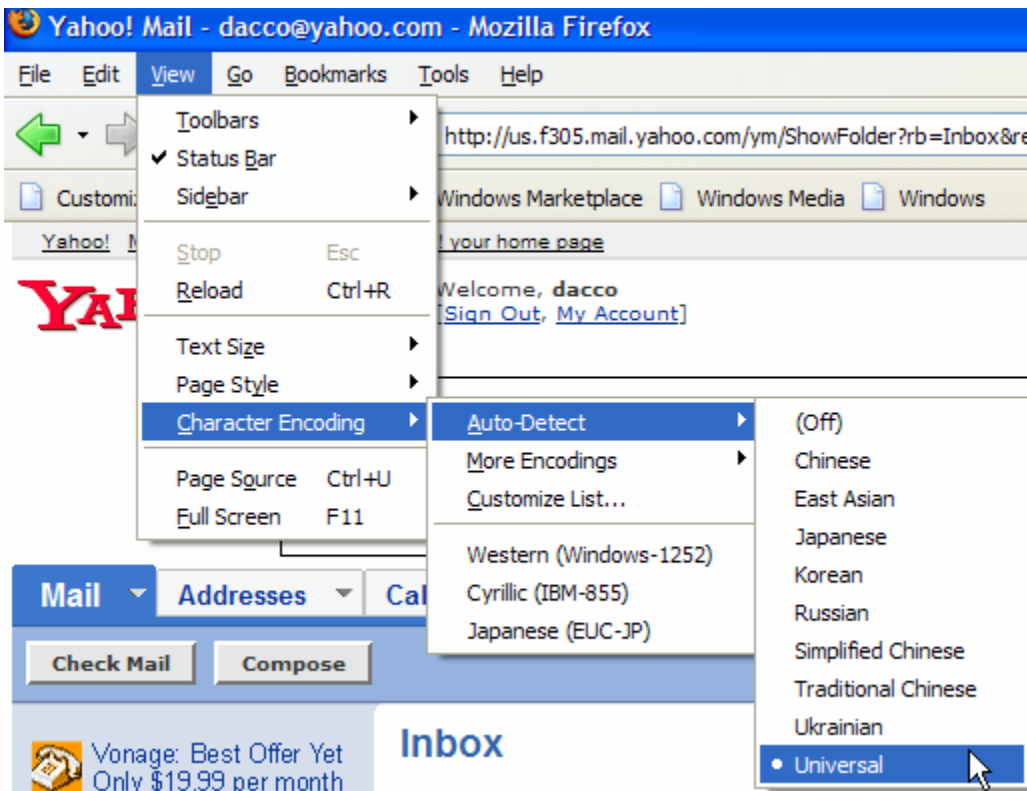 Yahoo! Mail - dacco@yahoo.com - Mozilla Firefox
File Edit View Go Bookmarks Tools Help
http://us.f305.mail.yahoo.com/ym/ShowFolder?rb=Inbox&re
Windows Marketplace Windows Media Windows
Yahoo! your home page
Welcome, dacco
[Sign Out, My Account]
Toolbars
Status Bar
Sidebar
Stop Esc
Reload Ctrl+R
Text Size
Page Style
Character Encoding
Page Source Ctrl+U
Full Screen F11
Auto-Detect
More Encodings
Customize List...
Western (Windows-1252)
Cyrillic (IBM-855)
Japanese (EUC-JP)
(Off)
Chinese
East Asian
Japanese
Korean
Russian
Simplified Chinese
Traditional Chinese
Ukrainian
Universal
Mail Addresses
Check Mail Compose
Vonage: Best Offer Yet
Only $19.99 per month
Inbox